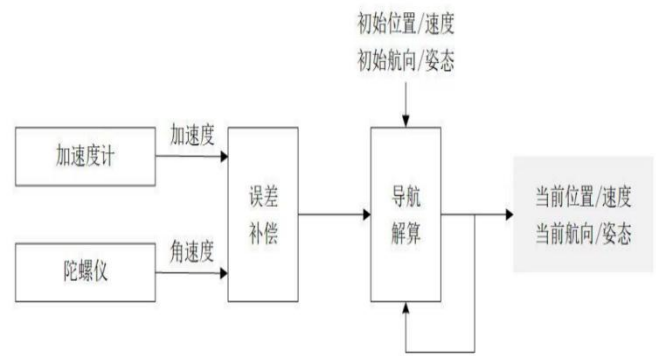 初始位置/速度
初始航向/姿态
加速度计
加速度
误差
补偿
导航
解算
当前位置/速度
当前航向/姿态
陀螺仪
角速度